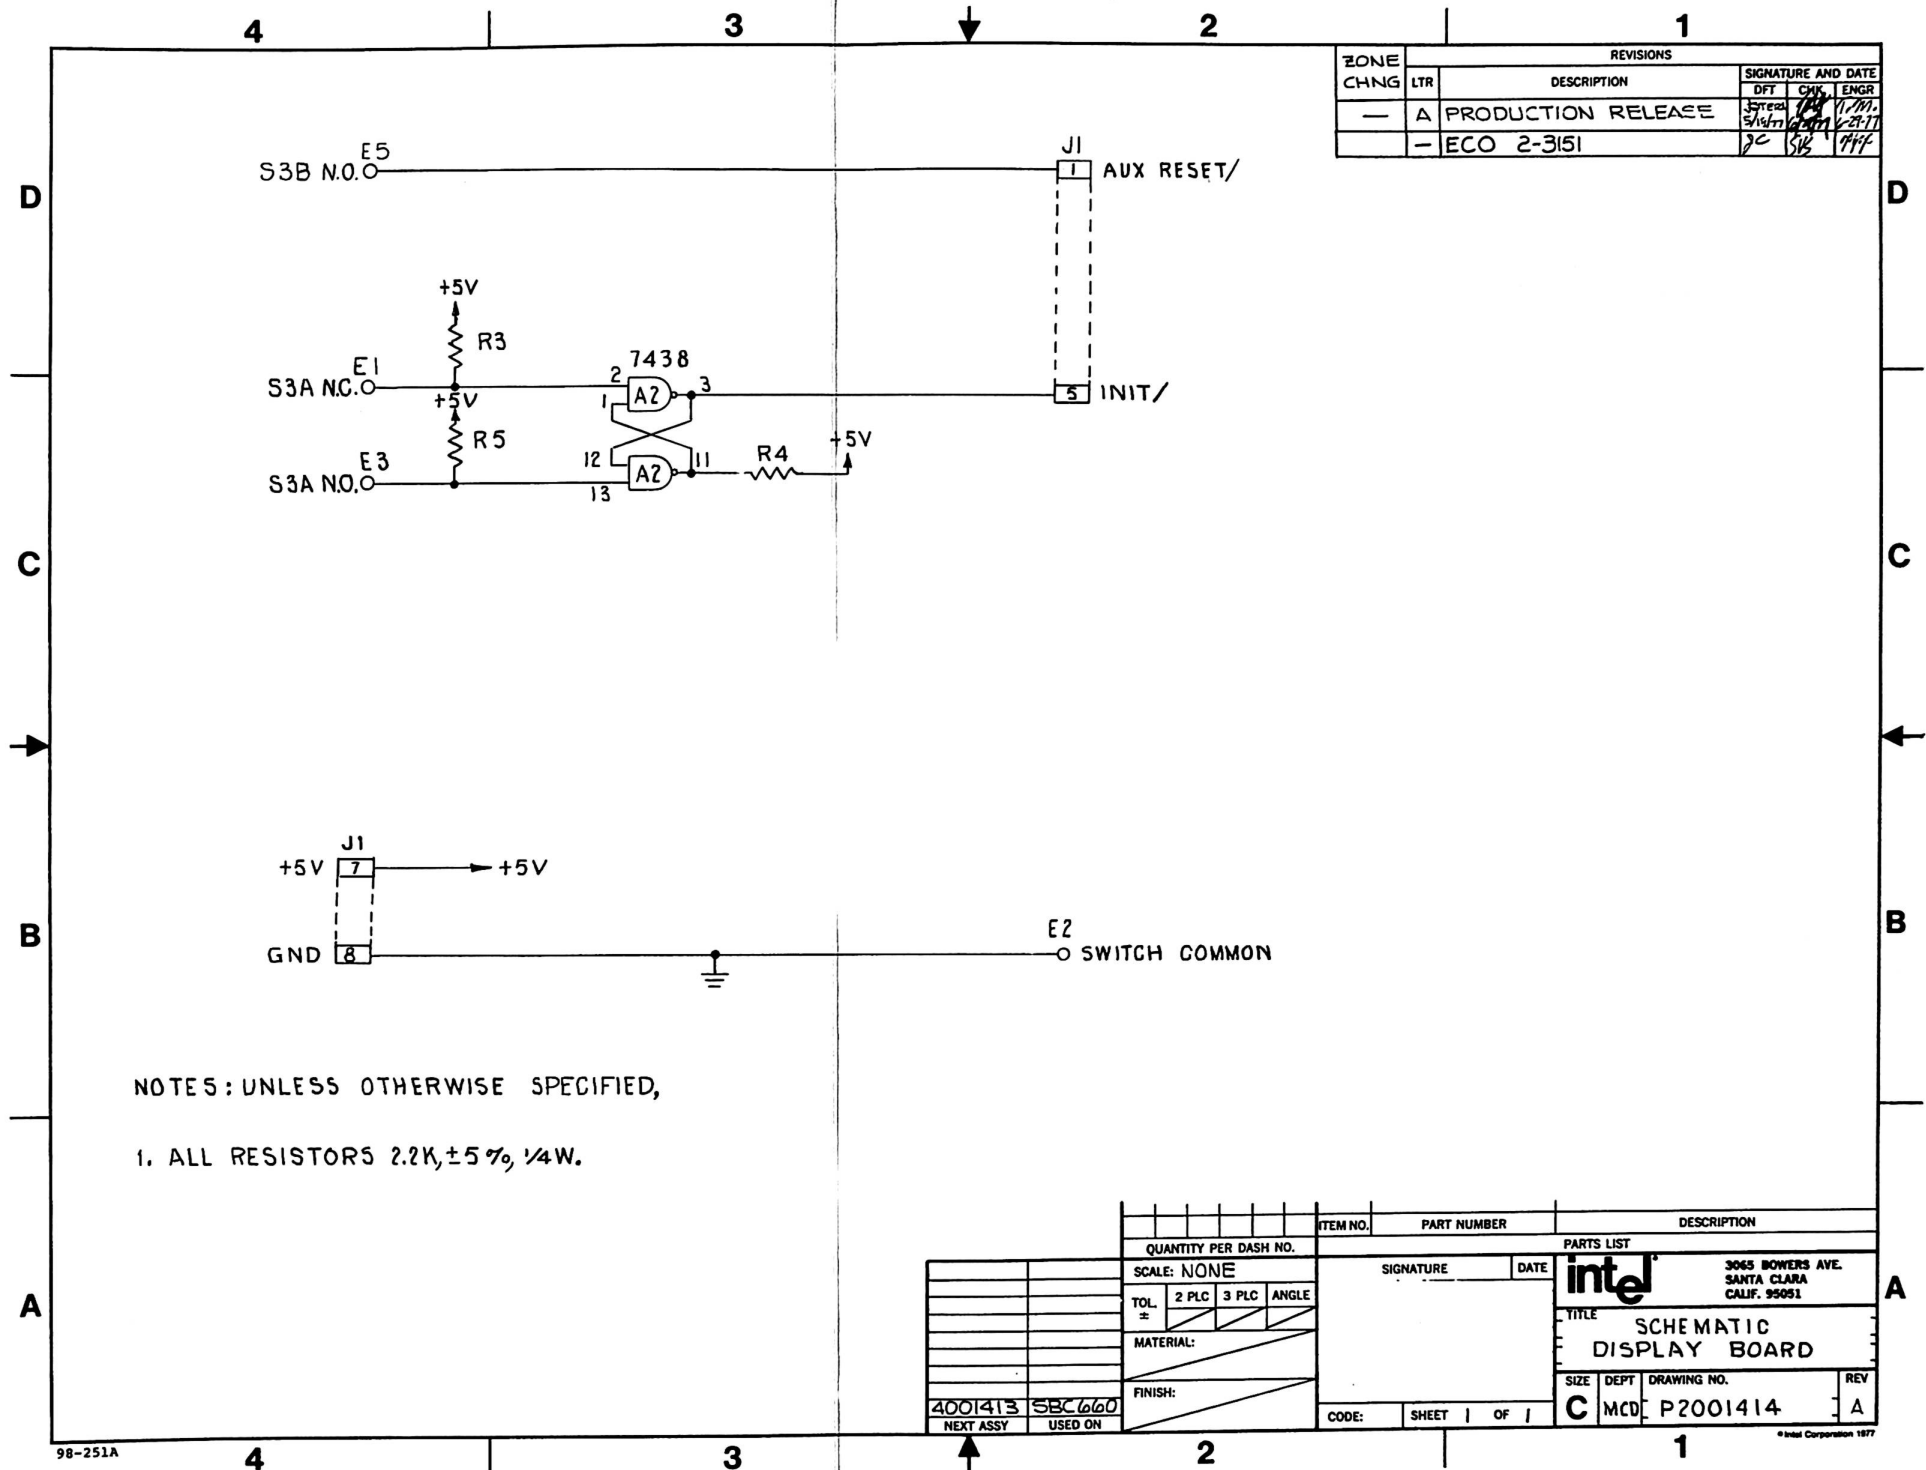 4 3 2 1
REVISIONS
ZONE CHNG LTR DESCRIPTION SIGNATURE AND DATE
DFT CHK ENGR
— A PRODUCTION RELEASE
— ECO 2-3151
D D
S3B N.O. E5
J1
1 AUX RESET/
+5V
R3
7438
S3A N.C. E1
2 A2 3
1
5 INIT/
+5V
R5
S3A N.O. E3
12 A2 11
13
R4
+5V
C C
J1
+5V 7 +5V
B B
GND 8
E2
SWITCH COMMON
NOTES: UNLESS OTHERWISE SPECIFIED,
1. ALL RESISTORS 2.2K, ±5%, 1/4W.
ITEM NO. PART NUMBER DESCRIPTION
QUANTITY PER DASH NO. PARTS LIST
SCALE: NONE
SIGNATURE DATE
intel
3065 BOWERS AVE.
SANTA CLARA
CALIF. 95051
TOL. ± 2 PLC 3 PLC ANGLE
A A
TITLE
SCHEMATIC
DISPLAY BOARD
MATERIAL:
FINISH:
SIZE DEPT DRAWING NO. REV
C MCD P2001414 A
4001413 SBC660
NEXT ASSY USED ON
CODE: SHEET 1 OF 1
© Intel Corporation 1977
98-251A
4 3 2 1